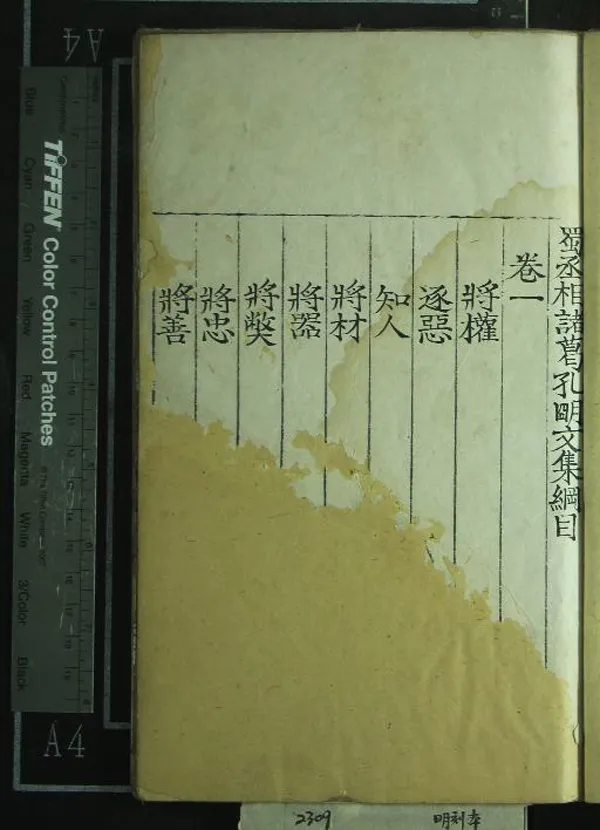 蜀丞相諸葛孔明文集綱目
卷一
將權
逐惡
知人
將材
將器
將獘
將忠
將善
A4
TIFFEN Color Control Patches
Blue
Cyan
Green
Yellow
Red
Magenta
White
3/Color
Black
A4
2309
明刻本